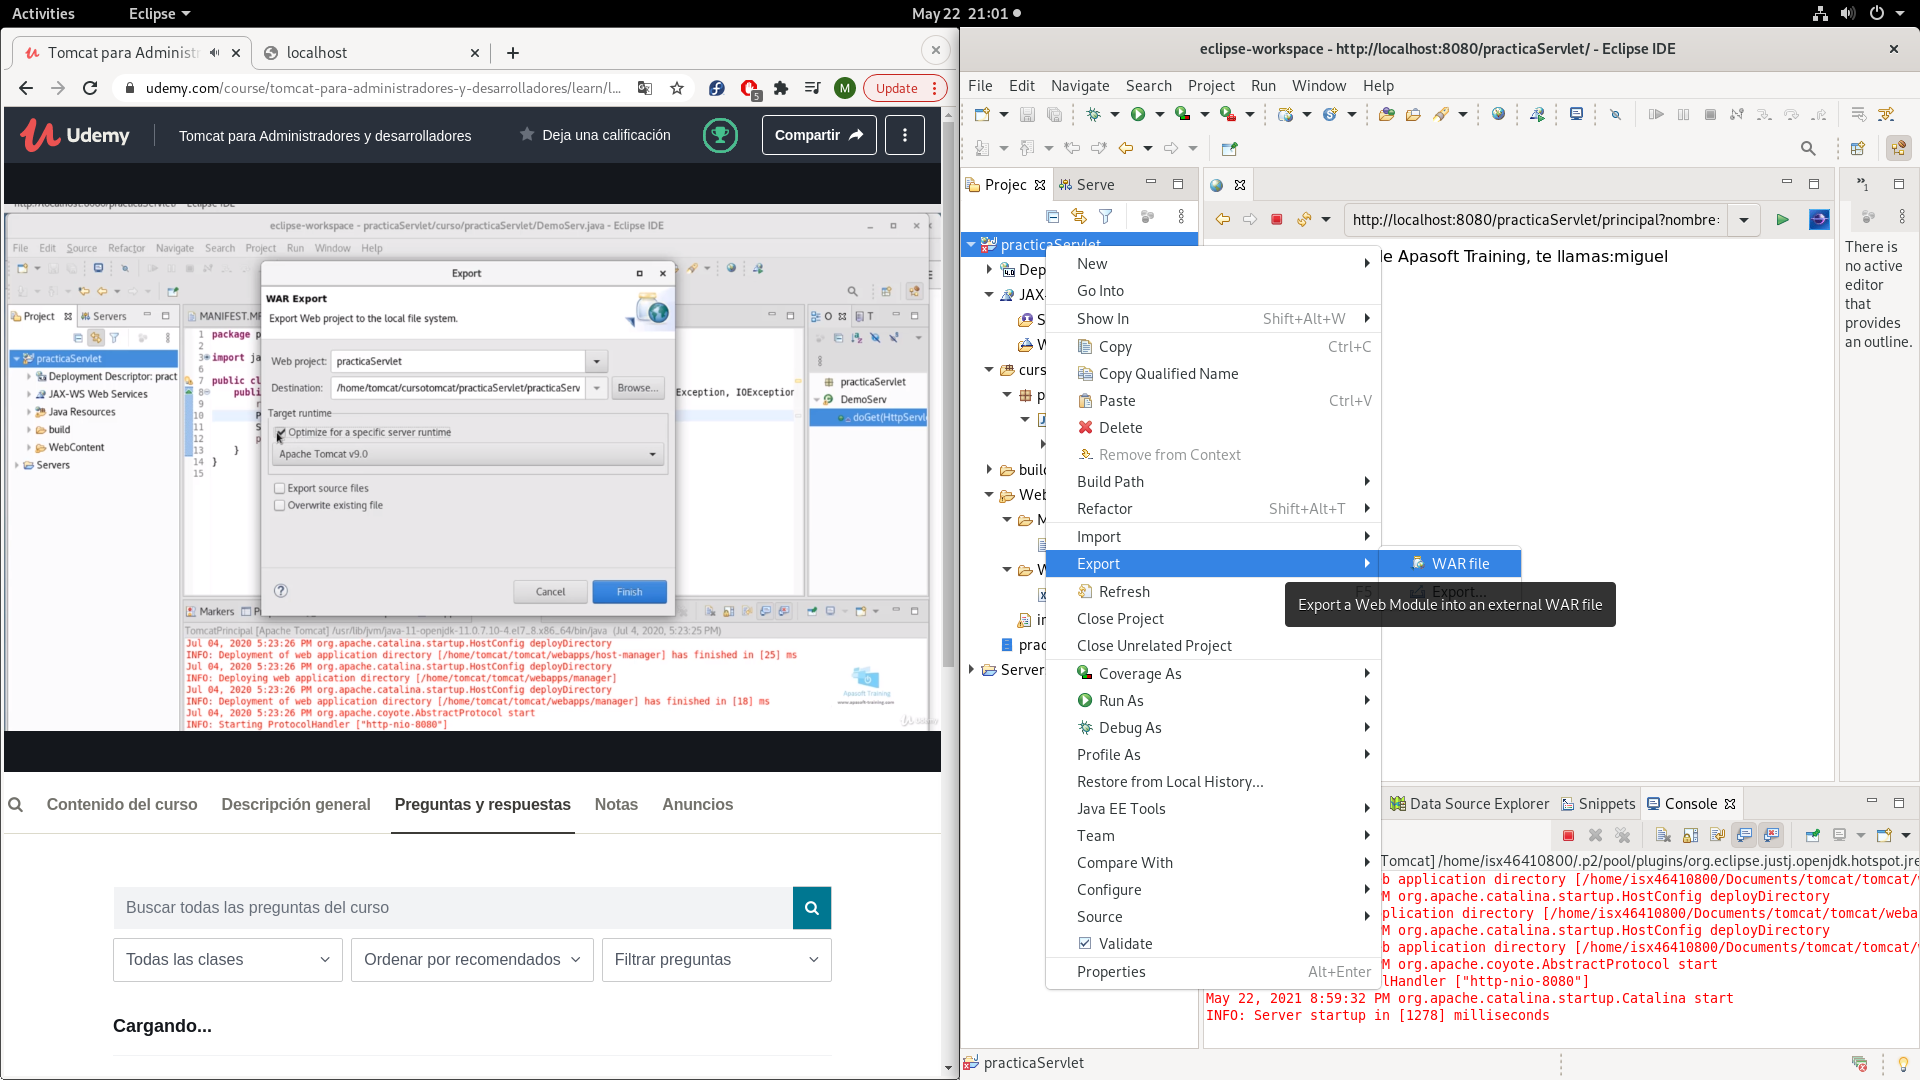 Activities
Eclipse
May 22 21:01
Tomcat para Administr
localhost
udemy.com/course/tomcat-para-administradores-y-desarrolladores/learn/l...
5
M
Update
Udemy
Tomcat para Administradores y desarrolladores
Deja una calificación
Compartir
eclipse-workspace - practicaServlet/curso/practicaServlet/DemoServ.java - Eclipse IDE
File Edit Source Refactor Navigate Search Project Run Window Help
Export
WAR Export
Export Web project to the local file system.
Web project: practicaServlet
Destination: /home/tomcat/cursotomcat/practicaServlet/practicaServ
Browse...
Target runtime
Optimize for a specific server runtime
Apache Tomcat v9.0
Export source files
Overwrite existing file
Cancel
Finish
Project
Servers
practicaServlet
Deployment Descriptor: pract
JAX-WS Web Services
Java Resources
build
WebContent
Servers
MANIFEST.MF
1 package p
3 import ja
7 public cl
8 publi
9
10
11
12
13 }
14 }
15
Exception, IOException
practicaServlet
DemoServ
doGet(HttpServl
Markers
TomcatPrincipal [Apache Tomcat] /usr/lib/jvm/java-11-openjdk-11.0.7.10-4.el7_8.x86_64/bin/java (Jul 4, 2020, 5:23:25 PM)
Jul 04, 2020 5:23:26 PM org.apache.catalina.startup.HostConfig deployDirectory
INFO: Deployment of web application directory [/home/tomcat/tomcat/webapps/host-manager] has finished in [25] ms
Jul 04, 2020 5:23:26 PM org.apache.catalina.startup.HostConfig deployDirectory
INFO: Deploying web application directory [/home/tomcat/tomcat/webapps/manager]
Jul 04, 2020 5:23:26 PM org.apache.catalina.startup.HostConfig deployDirectory
INFO: Deployment of web application directory [/home/tomcat/tomcat/webapps/manager] has finished in [18] ms
Jul 04, 2020 5:23:26 PM org.apache.coyote.AbstractProtocol start
INFO: Starting ProtocolHandler ["http-nio-8080"]
Apasoft Training
www.apasoft-training.com
Udemy
Contenido del curso
Descripción general
Preguntas y respuestas
Notas
Anuncios
Buscar todas las preguntas del curso
Todas las clases
Ordenar por recomendados
Filtrar preguntas
Cargando...
eclipse-workspace - http://localhost:8080/practicaServlet/ - Eclipse IDE
File Edit Navigate Search Project Run Window Help
Projec
Serve
http://localhost:8080/practicaServlet/principal?nombre:
le Apasoft Training, te llamas:miguel
There is
no active
editor
that
provides
an outline.
practicaServlet
Dep
JAX-
S
W
curs
p
J
build
Web
M
W
x
in
prac
Server
New
Go Into
Show In Shift+Alt+W
Copy Ctrl+C
Copy Qualified Name
Paste Ctrl+V
Delete
Remove from Context
Build Path
Refactor Shift+Alt+T
Import
Export
WAR file
Export...
Refresh F5
Export a Web Module into an external WAR file
Close Project
Close Unrelated Project
Coverage As
Run As
Debug As
Profile As
Restore from Local History...
Java EE Tools
Team
Compare With
Configure
Source
Validate
Properties Alt+Enter
Data Source Explorer
Snippets
Console
Tomcat] /home/isx46410800/.p2/pool/plugins/org.eclipse.justj.openjdk.hotspot.jre
b application directory [/home/isx46410800/Documents/tomcat/tomcat/w
M org.apache.catalina.startup.HostConfig deployDirectory
plication directory [/home/isx46410800/Documents/tomcat/tomcat/weba
M org.apache.catalina.startup.HostConfig deployDirectory
b application directory [/home/isx46410800/Documents/tomcat/tomcat/w
M org.apache.coyote.AbstractProtocol start
lHandler ["http-nio-8080"]
May 22, 2021 8:59:32 PM org.apache.catalina.startup.Catalina start
INFO: Server startup in [1278] milliseconds
practicaServlet